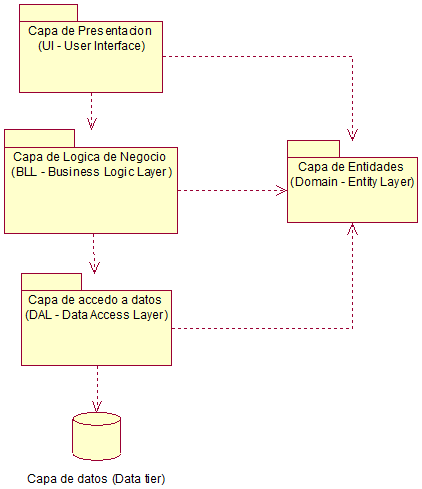 Capa de Presentacion
(UI - User Interface)
Capa de Logica de Negocio
(BLL - Business Logic Layer)
Capa de Entidades
(Domain - Entity Layer)
Capa de accedo a datos
(DAL - Data Access Layer)
Capa de datos (Data tier)